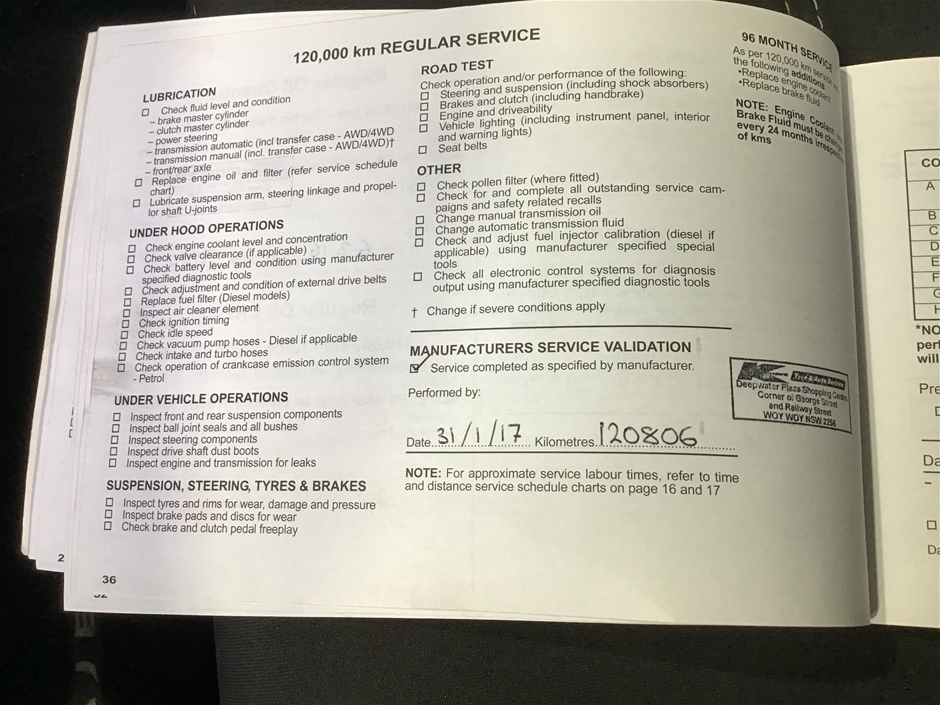 120,000 km REGULAR SERVICE
LUBRICATION
Check fluid level and condition
– brake master cylinder
– clutch master cylinder
– power steering
– transmission automatic (incl transfer case - AWD/4WD
– transmission manual (incl. transfer case - AWD/4WD)†
– front/rear axle
Replace engine oil and filter (refer service schedule
chart)
Lubricate suspension arm, steering linkage and propel-
lor shaft U-joints
UNDER HOOD OPERATIONS
Check engine coolant level and concentration
Check valve clearance (if applicable)
Check battery level and condition using manufacturer
specified diagnostic tools
Check adjustment and condition of external drive belts
Replace fuel filter (Diesel models)
Inspect air cleaner element
Check ignition timing
Check idle speed
Check vacuum pump hoses - Diesel if applicable
Check intake and turbo hoses
Check operation of crankcase emission control system
- Petrol
UNDER VEHICLE OPERATIONS
Inspect front and rear suspension components
Inspect ball joint seals and all bushes
Inspect steering components
Inspect drive shaft dust boots
Inspect engine and transmission for leaks
SUSPENSION, STEERING, TYRES & BRAKES
Inspect tyres and rims for wear, damage and pressure
Inspect brake pads and discs for wear
Check brake and clutch pedal freeplay
2
36
ROAD TEST
Check operation and/or performance of the following:
Steering and suspension (including shock absorbers)
Brakes and clutch (including handbrake)
Engine and driveability
Vehicle lighting (including instrument panel, interior
and warning lights)
Seat belts
OTHER
Check pollen filter (where fitted)
Check for and complete all outstanding service cam-
paigns and safety related recalls
Change manual transmission oil
Change automatic transmission fluid
Check and adjust fuel injector calibration (diesel if
applicable) using manufacturer specified special
tools
Check all electronic control systems for diagnosis
output using manufacturer specified diagnostic tools
† Change if severe conditions apply
MANUFACTURERS SERVICE VALIDATION
Service completed as specified by manufacturer.
Performed by:
Date 31/1/17 Kilometres 120806
NOTE: For approximate service labour times, refer to time
and distance service schedule charts on page 16 and 17
Tyre & Auto Service
Deepwater Plaza Shopping Centre
Corner of George Street
and Railway Street
WOY WOY NSW 2256
96 MONTH SERVICE
As per 120,000 km service
the following additions
•Replace engine coolant
•Replace brake fluid
NOTE: Engine Coolant
Brake Fluid must be
every 24 months
of kms
CO
A
B
C
D
E
F
G
H
*NO
perf
will
Pre
Da
–
Da